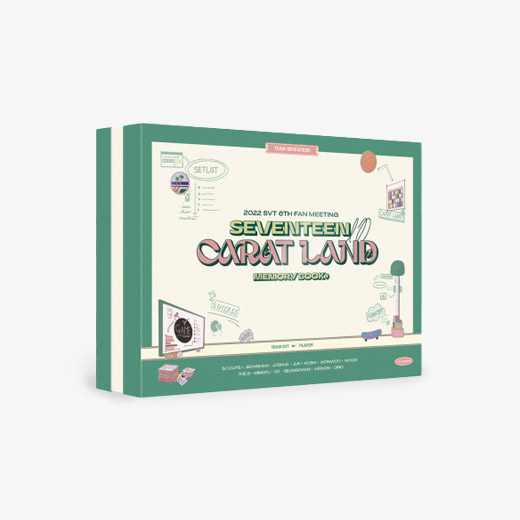 TEAM SEVENTEEN
SETLIST
2022 SVT 6TH FAN MEETING
SEVENTEEN in
CARAT LAND
MEMORY BOOK+
CARAT LAND
TEAM SVT PLAYER
S.COUPS • JEONGHAN • JOSHUA • JUN • HOSHI • WONWOO • WOOZI
THE 8 • MINGYU • DK • SEUNGKWAN • VERNON • DINO